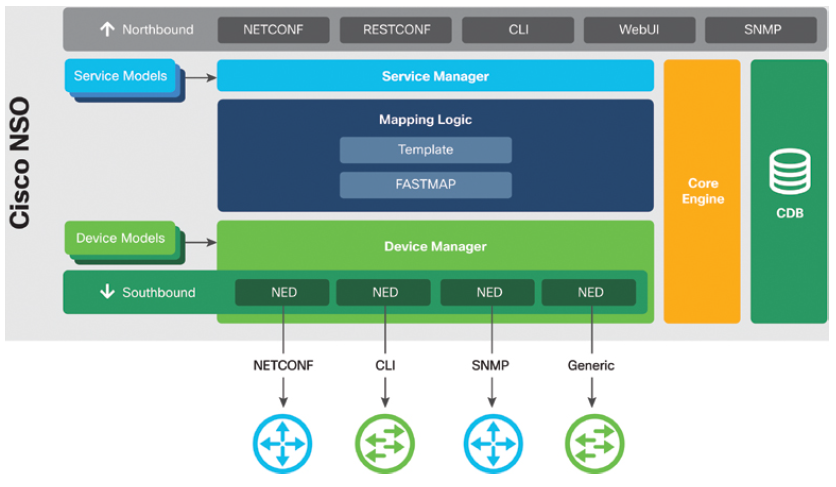 Cisco NSO
Northbound
NETCONF
RESTCONF
CLI
WebUI
SNMP
Service Models
Service Manager
Mapping Logic
Template
FASTMAP
Core
Engine
CDB
Device Models
Device Manager
Southbound
NED
NED
NED
NED
NETCONF
CLI
SNMP
Generic